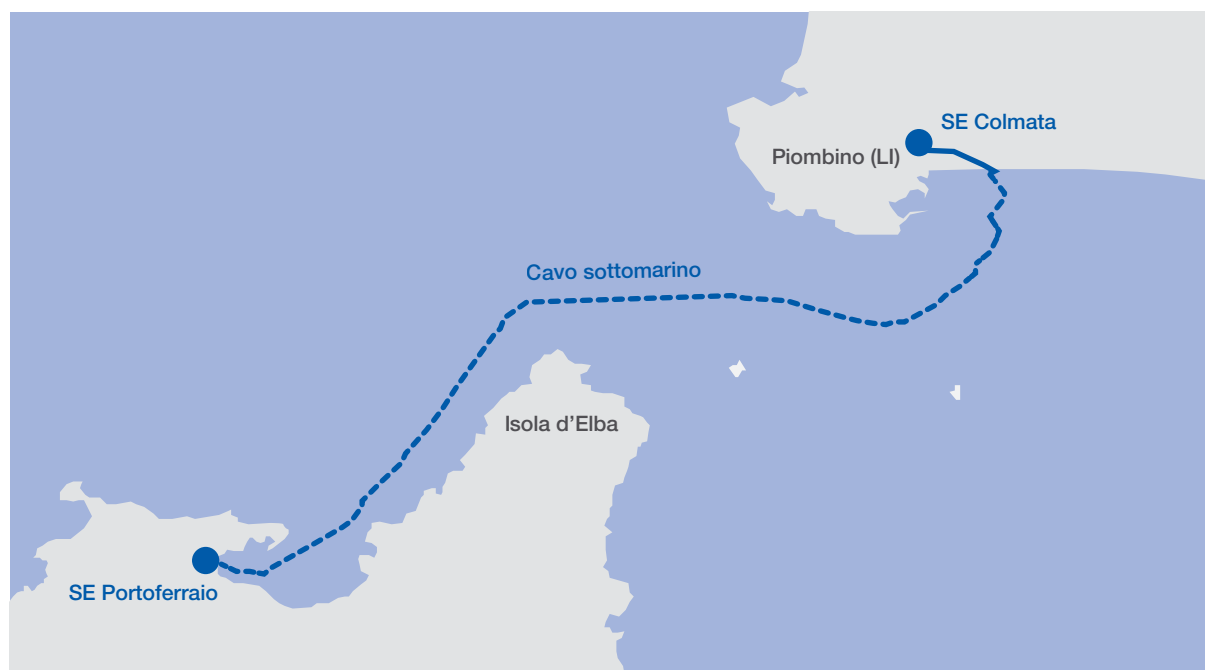 SE Colmata
Piombino (LI)
Cavo sottomarino
Isola d’Elba
SE Portoferraio